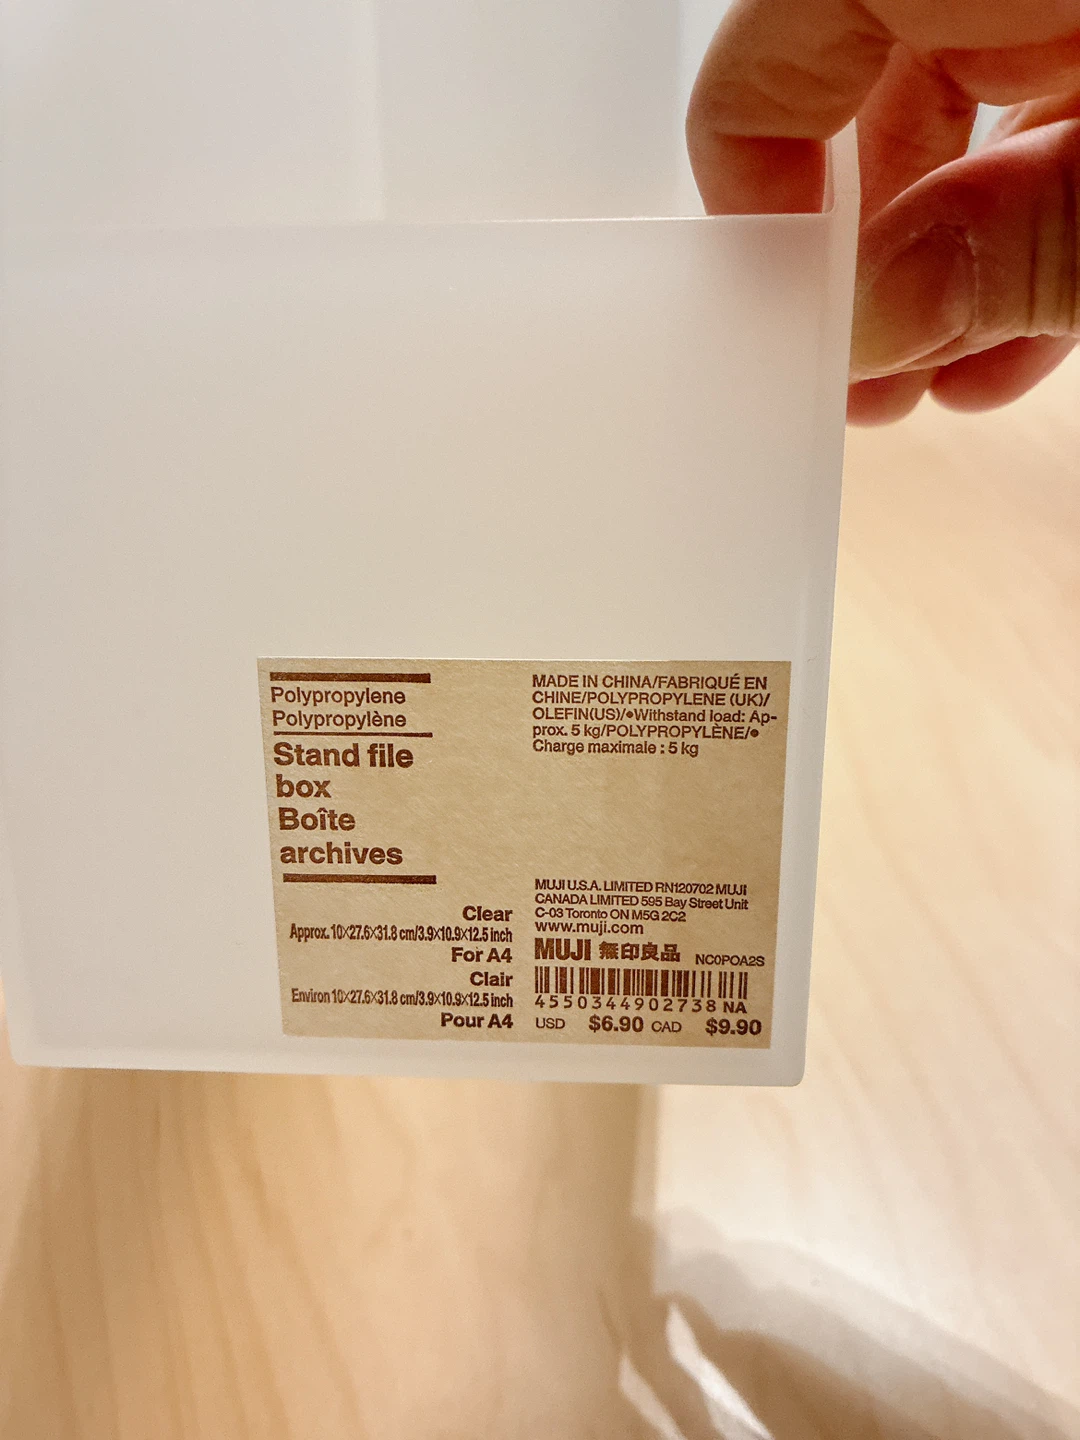 Polypropylene
Polypropylène
Stand file
box
Boîte
archives
Clear
Approx. 10×27.6×31.8 cm/3.9×10.9×12.5 inch
For A4
Clair
Environ 10×27.6×31.8 cm/3.9×10.9×12.5 inch
Pour A4
MADE IN CHINA/FABRIQUÉ EN
CHINE/POLYPROPYLENE (UK)/
OLEFIN(US)/●Withstand load: Ap-
prox. 5 kg/POLYPROPYLÈNE/●
Charge maximale : 5 kg
MUJI U.S.A. LIMITED RN120702 MUJI
CANADA LIMITED 595 Bay Street Unit
C-03 Toronto ON M5G 2C2
www.muji.com
MUJI 無印良品 NC0POA2S
4550344902738 NA
USD $6.90 CAD $9.90